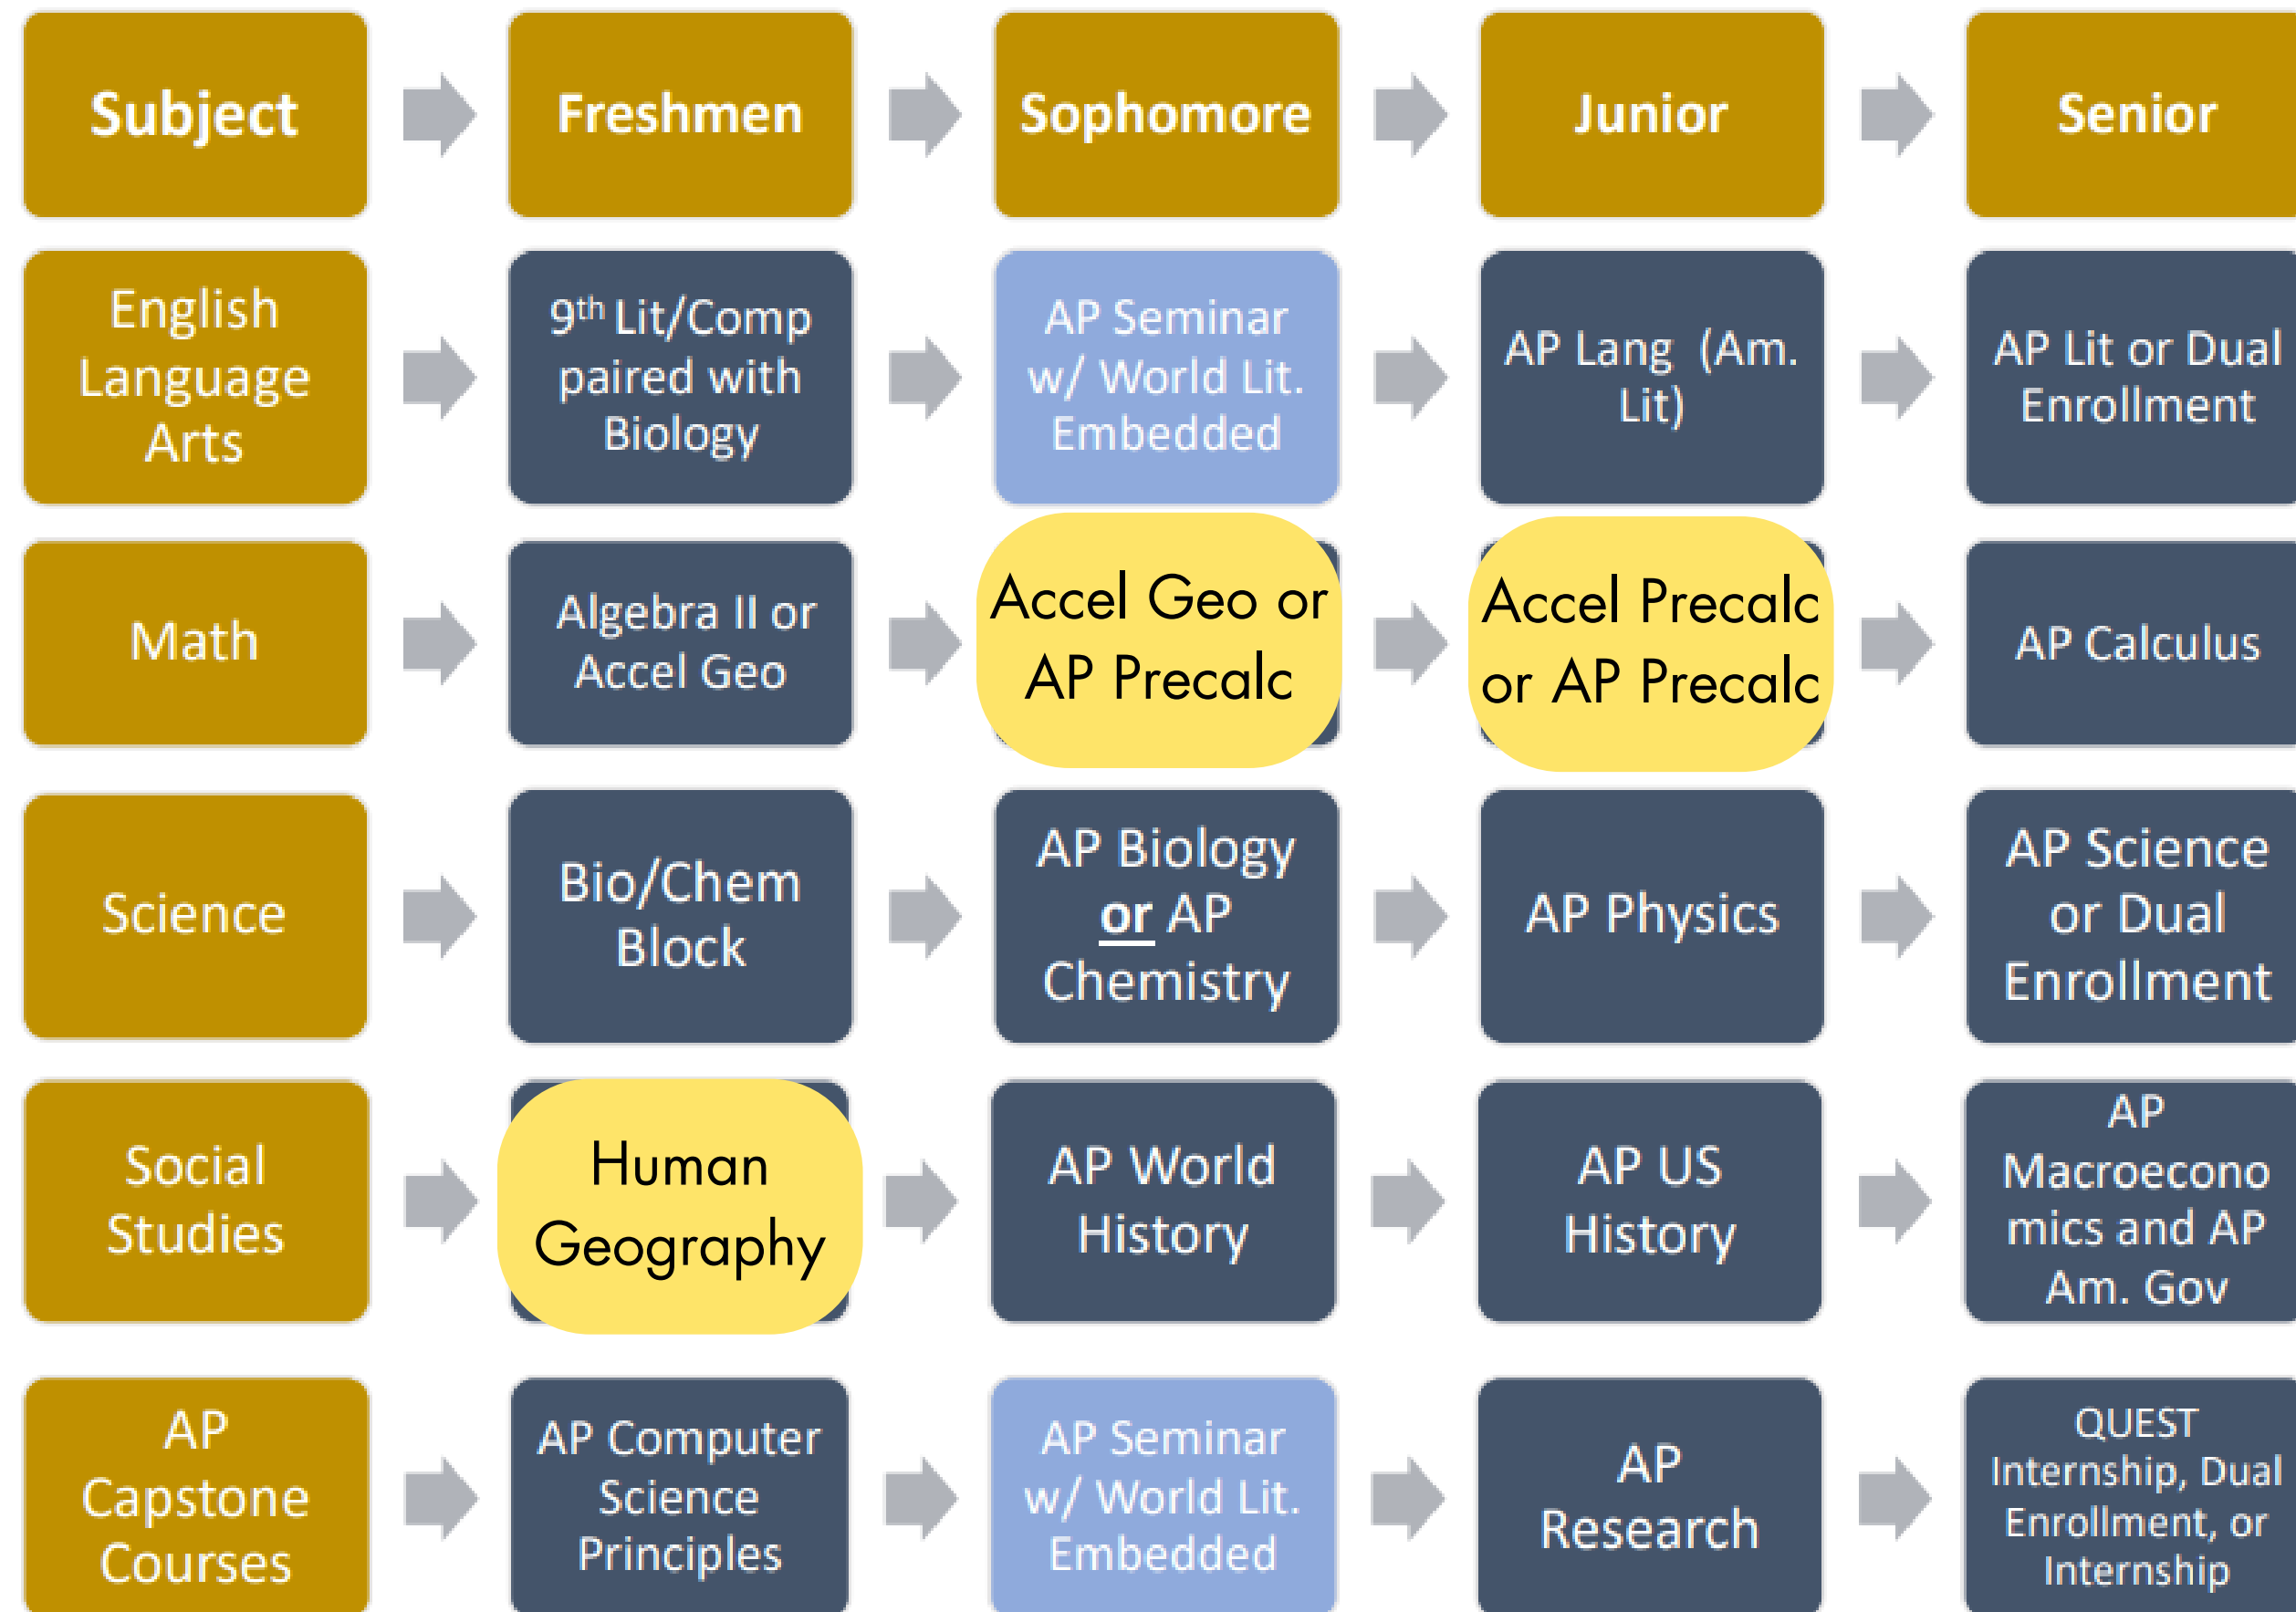 Subject
Freshmen
Sophomore
Junior
Senior
English
Language
Arts
9th Lit/Comp
paired with
Biology
AP Seminar
w/ World Lit.
Embedded
AP Lang (Am.
Lit)
AP Lit or Dual
Enrollment
Math
Algebra II or
Accel Geo
Accel Geo or
AP Precalc
Accel Precalc
or AP Precalc
AP Calculus
Science
Bio/Chem
Block
AP Biology
or AP
Chemistry
AP Physics
AP Science
or Dual
Enrollment
Social
Studies
Human
Geography
AP World
History
AP US
History
AP
Macroecono
mics and AP
Am. Gov
AP
Capstone
Courses
AP Computer
Science
Principles
AP Seminar
w/ World Lit.
Embedded
AP
Research
QUEST
Internship, Dual
Enrollment, or
Internship